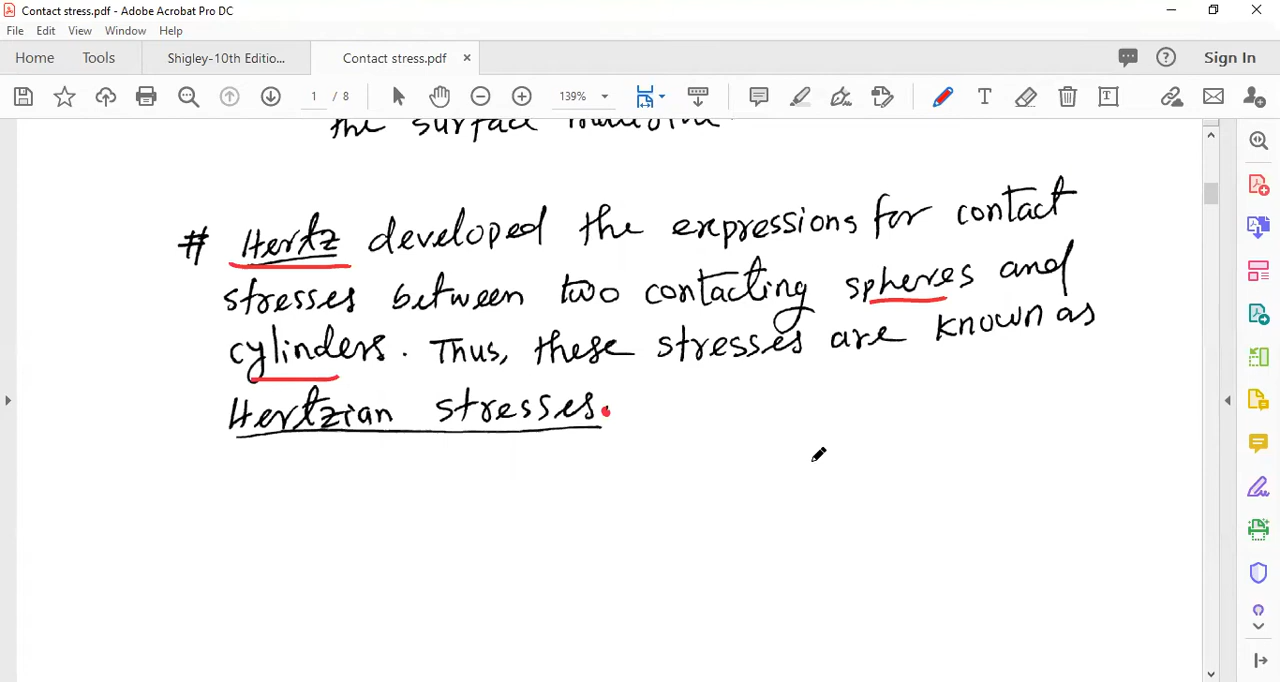 Contact stress.pdf - Adobe Acrobat Pro DC
File Edit View Window Help
Home Tools Shigley-10th Editio... Contact stress.pdf × Sign In
1 / 8 139%
the surface
# Hertz developed the expressions for contact
stresses between two contacting spheres and
cylinders. Thus, these stresses are known as
Hertzian stresses.